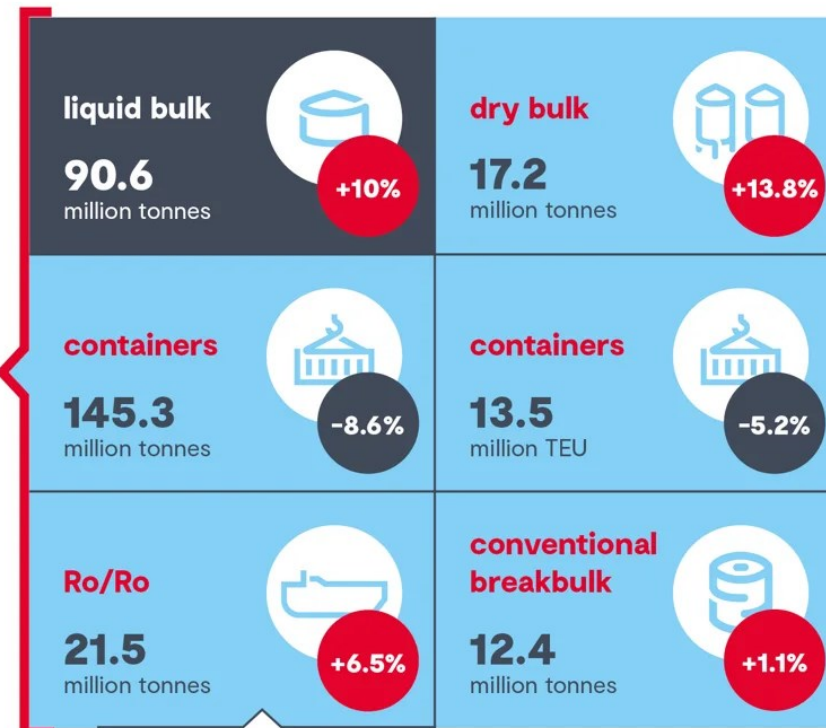 liquid bulk
90.6
million tonnes
+10%
dry bulk
17.2
million tonnes
+13.8%
containers
145.3
million tonnes
-8.6%
containers
13.5
million TEU
-5.2%
Ro/Ro
21.5
million tonnes
+6.5%
conventional
breakbulk
12.4
million tonnes
+1.1%